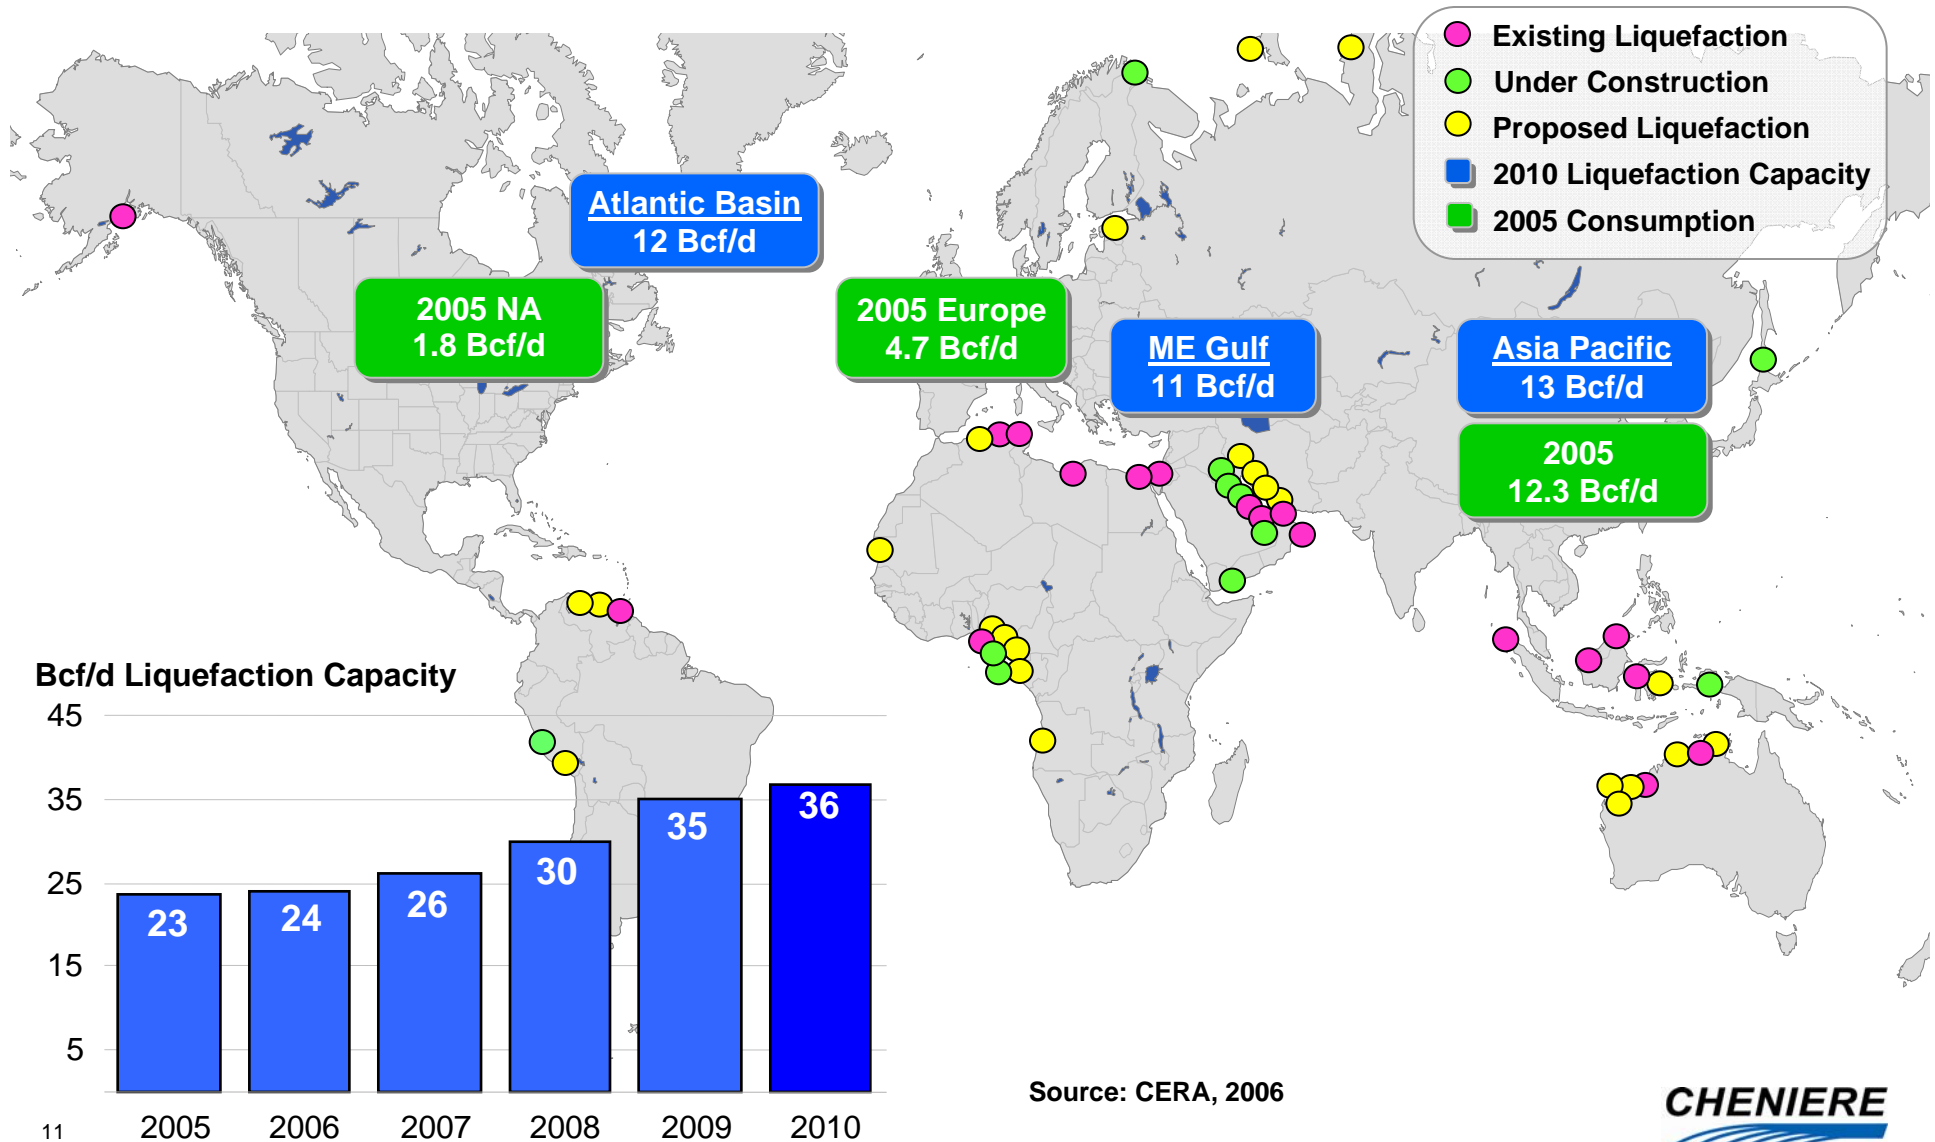 Existing Liquefaction
Under Construction
Proposed Liquefaction
2010 Liquefaction Capacity
2005 Consumption
Atlantic Basin
12 Bcf/d
2005 NA
1.8 Bcf/d
2005 Europe
4.7 Bcf/d
ME Gulf
11 Bcf/d
Asia Pacific
13 Bcf/d
2005
12.3 Bcf/d
Bcf/d Liquefaction Capacity
45
35
25
15
5
23
24
26
30
35
36
2005
2006
2007
2008
2009
2010
Source: CERA, 2006
CHENIERE
11